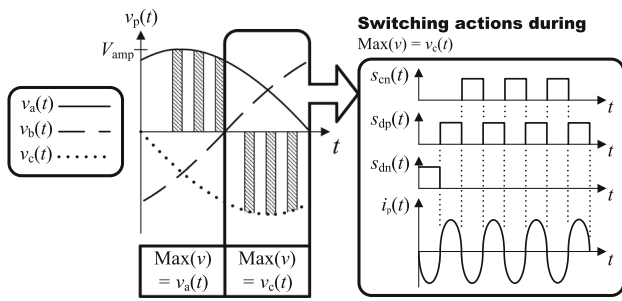 v_p(t)
V_amp
v_a(t)
v_b(t)
v_c(t)
t
Max(v)
= v_a(t)
Max(v)
= v_c(t)
Switching actions during
Max(v) = v_c(t)
s_cn(t)
t
s_dp(t)
t
s_dn(t)
t
i_p(t)
t